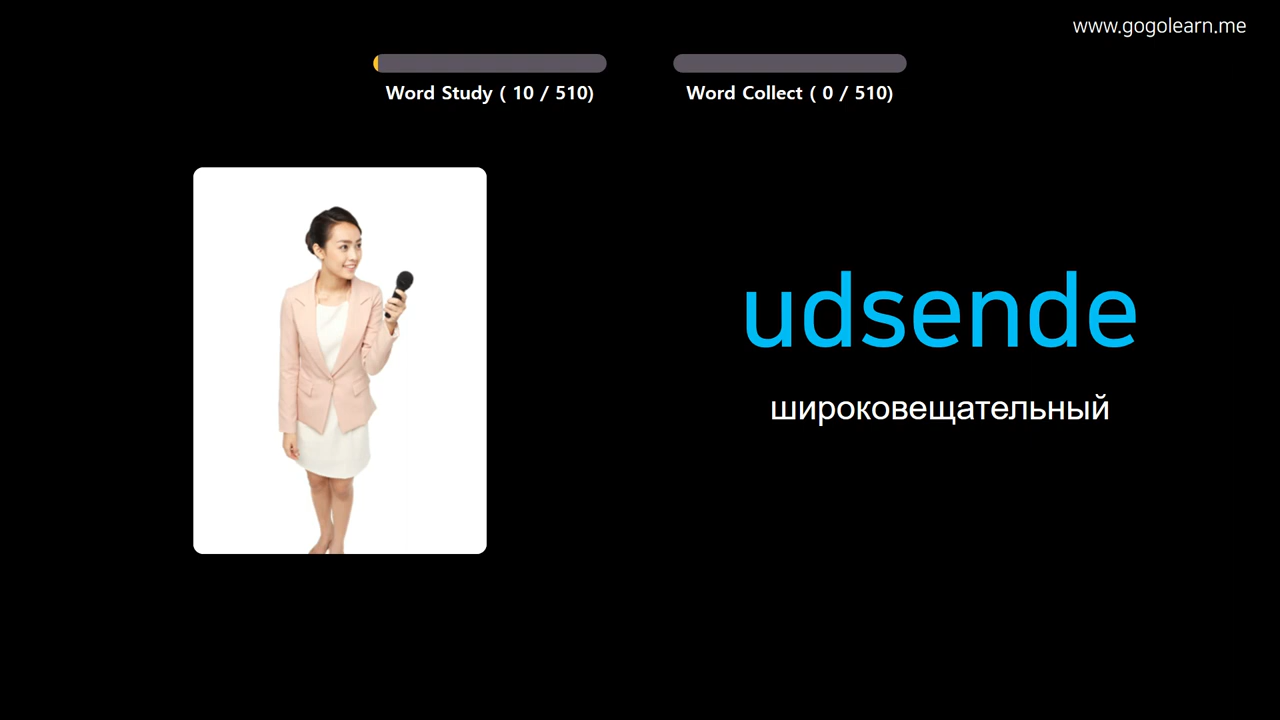 www.gogolearn.me
Word Study ( 10 / 510)
Word Collect ( 0 / 510)
udsende
широковещательный